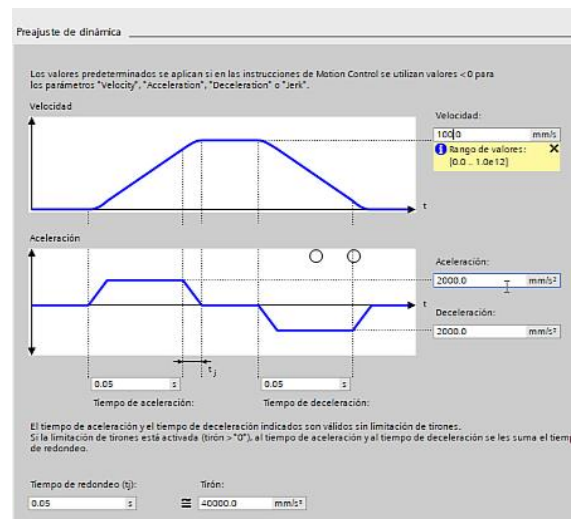 Preajuste de dinámica
Los valores predeterminados se aplican si en las instrucciones de Motion Control se utilizan valores < 0 para
los parámetros "Velocity", "Acceleration", "Deceleration" o "Jerk".
Velocidad
Velocidad:
100.0 mm/s
Rango de valores:
[0.0 .. 1.0e12]
t
Aceleración
Aceleración:
2000.0 mm/s²
t
Deceleración:
2000.0 mm/s²
tj
0.05 s
0.05 s
Tiempo de aceleración:
Tiempo de deceleración:
El tiempo de aceleración y el tiempo de deceleración indicados son válidos sin limitación de tirones.
Si la limitación de tirones está activada (tirón > "0"), al tiempo de aceleración y al tiempo de deceleración se les suma el tiem
de redondeo.
Tiempo de redondeo (tj):
Tirón:
0.05 s ≅ 40000.0 mm/s³